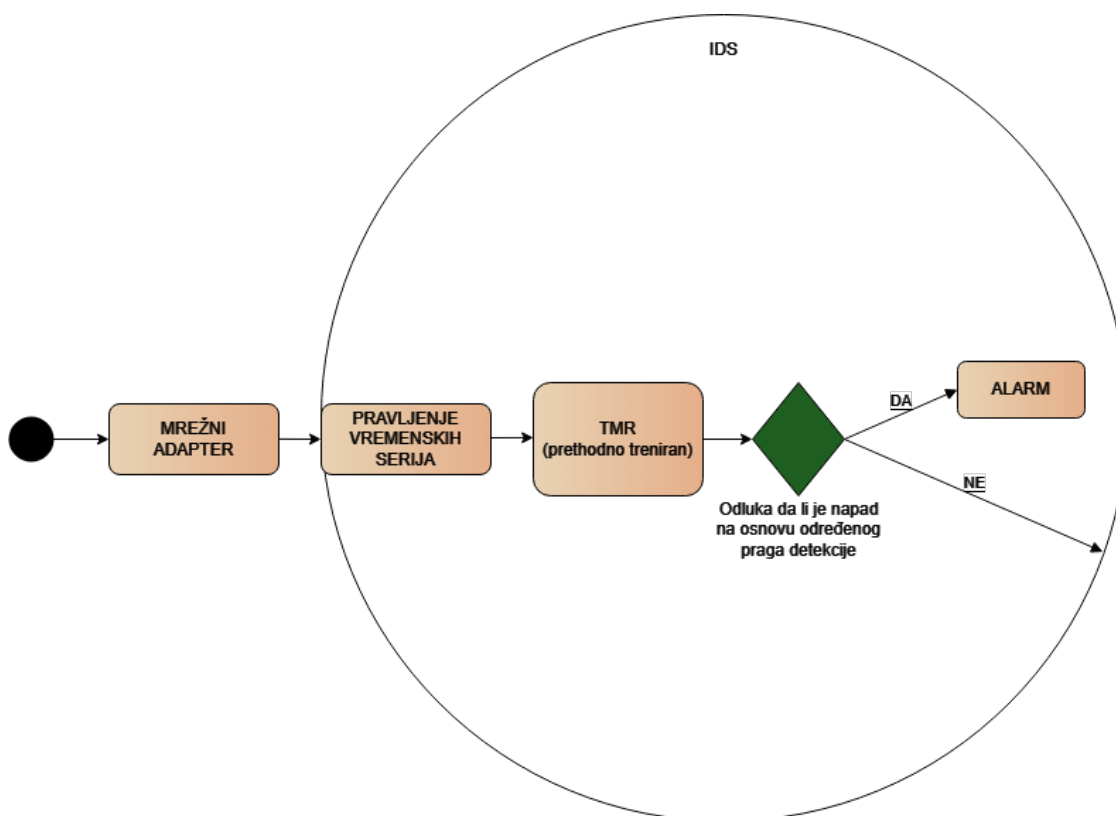 IDS
MREŽNI
ADAPTER
PRAVLJENJE
VREMENSKIH
SERIJA
TMR
(prethodno treniran)
Odluka da li je napad
na osnovu određenog
praga detekcije
DA
ALARM
NE